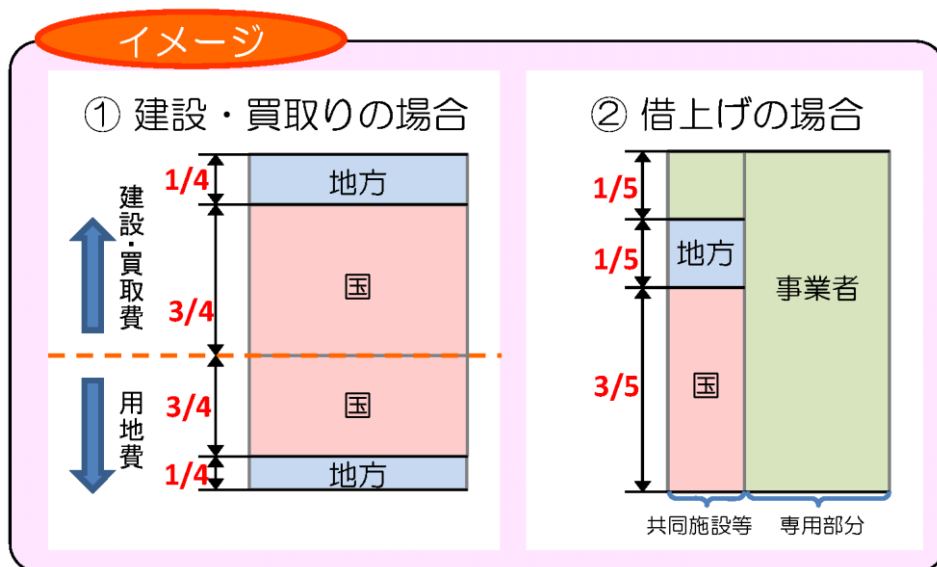 イメージ
① 建設・買取りの場合
1/4
地方
建設・買取費
国
3/4
3/4
国
用地費
1/4
地方
② 借上げの場合
1/5
1/5
地方
事業者
3/5
国
共同施設等
専用部分